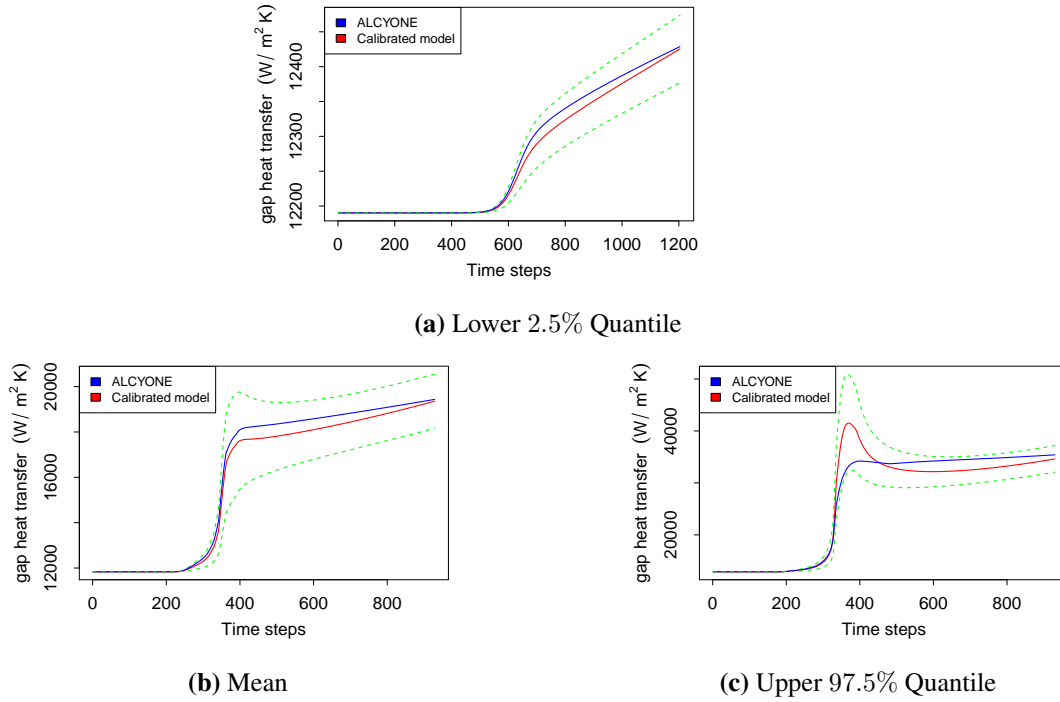 ALCYONE
Calibrated model
gap heat transfer (W/ m² K)
12200 12300 12400
0 200 400 600 800 1000 1200
Time steps
(a) Lower 2.5% Quantile
ALCYONE
Calibrated model
gap heat transfer (W/ m² K)
12000 16000 20000
0 200 400 600 800
Time steps
(b) Mean
ALCYONE
Calibrated model
gap heat transfer (W/ m² K)
20000 40000
0 200 400 600 800
Time steps
(c) Upper 97.5% Quantile